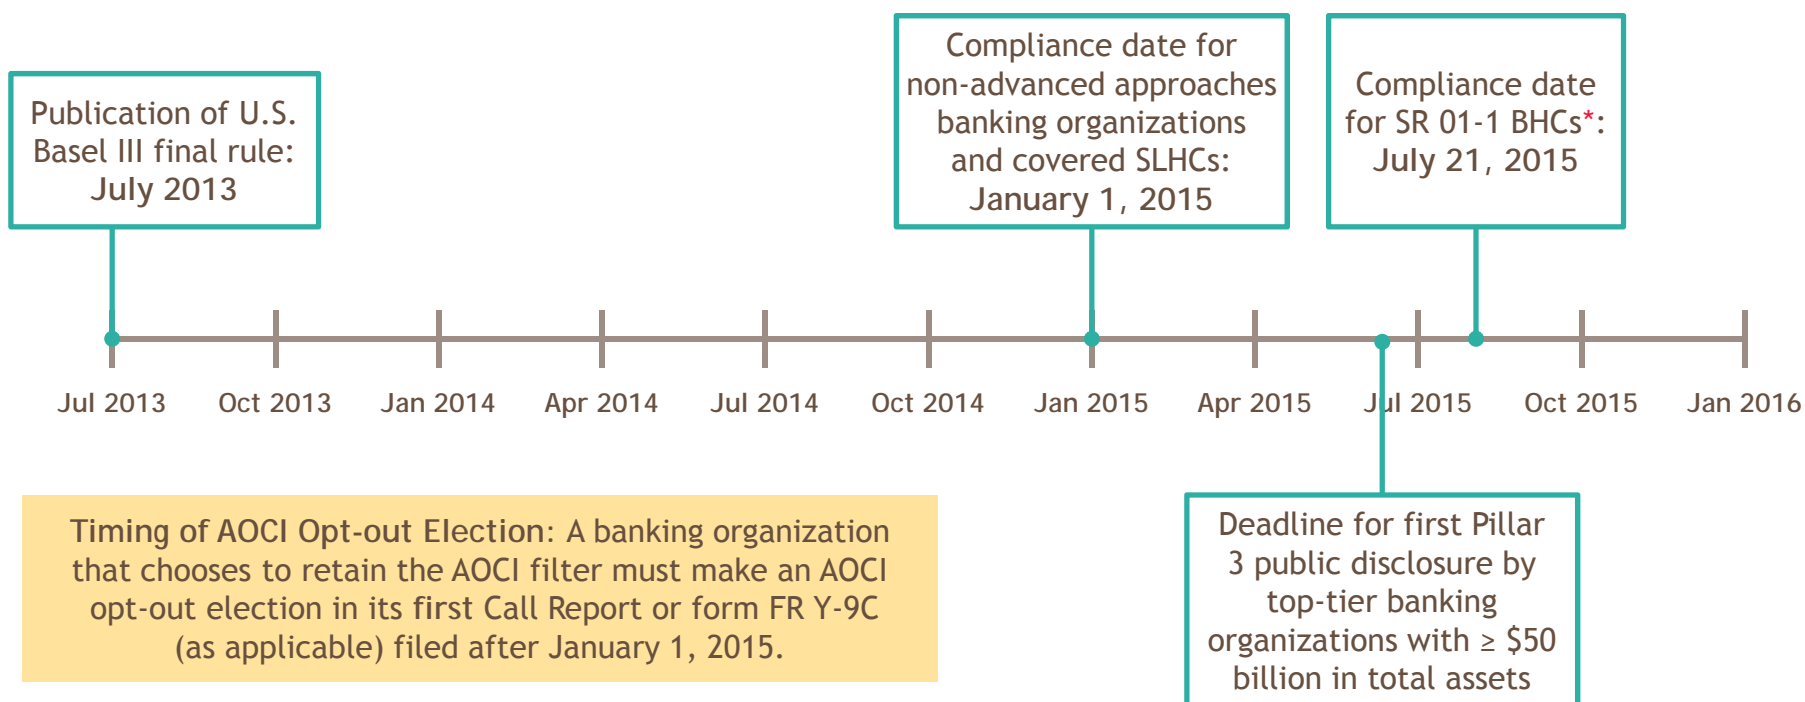 Publication of U.S.
Basel III final rule:
July 2013
Compliance date for
non-advanced approaches
banking organizations
and covered SLHCs:
January 1, 2015
Compliance date
for SR 01-1 BHCs*:
July 21, 2015
Jul 2013
Oct 2013
Jan 2014
Apr 2014
Jul 2014
Oct 2014
Jan 2015
Apr 2015
Jul 2015
Oct 2015
Jan 2016
Timing of AOCI Opt-out Election: A banking organization
that chooses to retain the AOCI filter must make an AOCI
opt-out election in its first Call Report or form FR Y-9C
(as applicable) filed after January 1, 2015.
Deadline for first Pillar
3 public disclosure by
top-tier banking
organizations with ≥ $50
billion in total assets